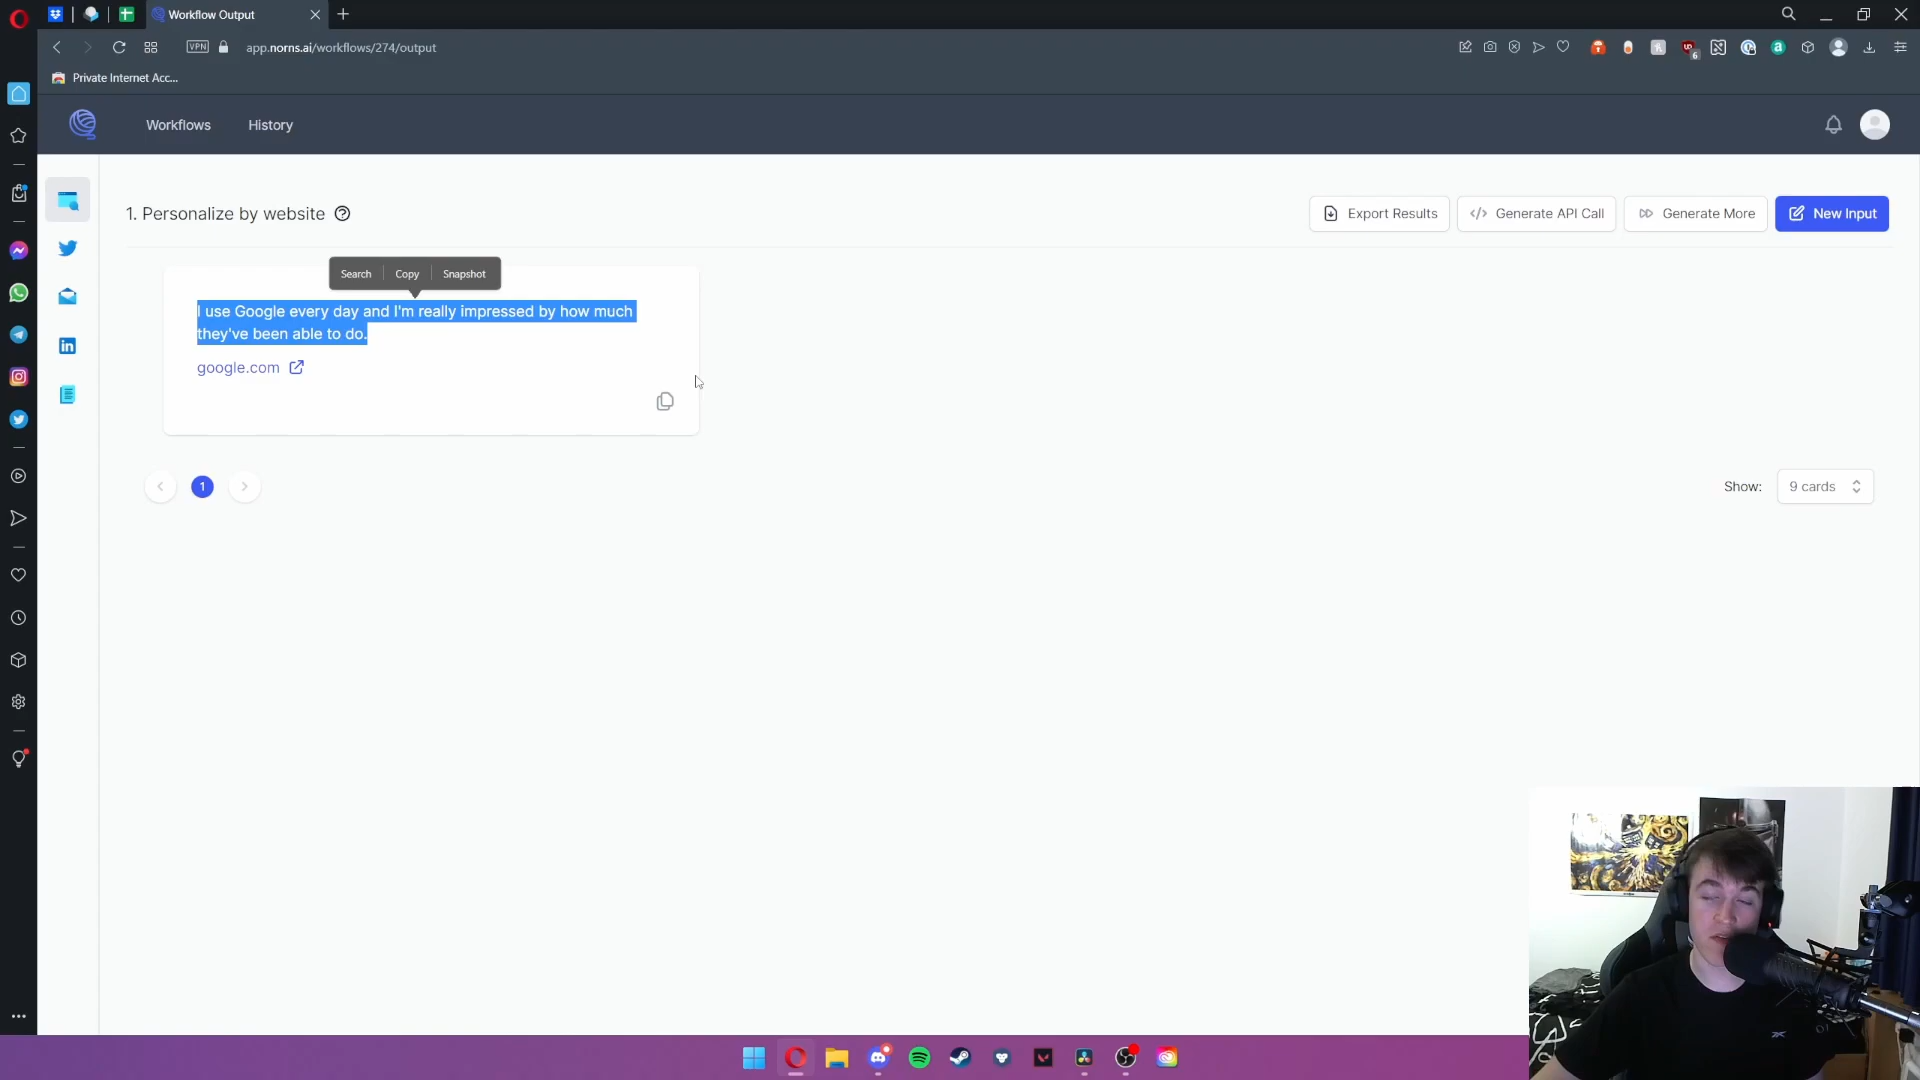 Workflow Output
VPN
app.norns.ai/workflows/274/output
6
Private Internet Acc...
Workflows
History
1. Personalize by website
Export Results
Generate API Call
Generate More
New Input
Search
Copy
Snapshot
I use Google every day and I'm really impressed by how much
they've been able to do.
google.com
1
Show:
9 cards